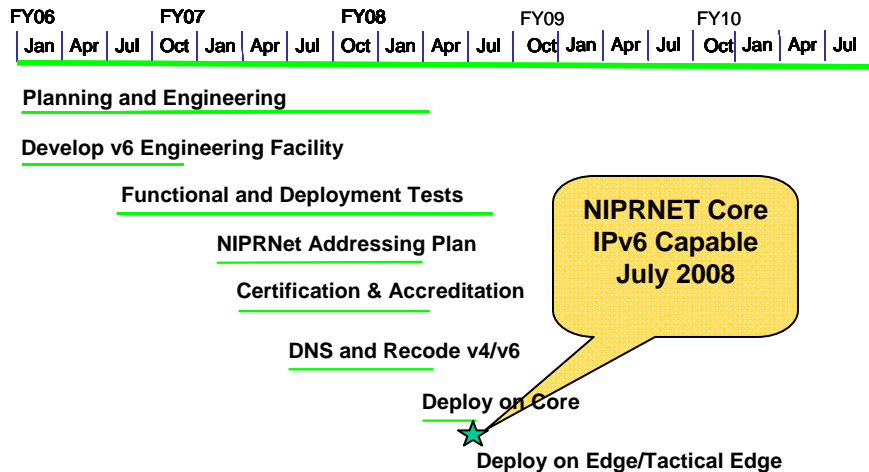 FY06 FY07 FY08 FY09 FY10
Jan Apr Jul Oct Jan Apr Jul Oct Jan Apr Jul Oct Jan Apr Jul Oct Jan Apr Jul
Planning and Engineering
Develop v6 Engineering Facility
Functional and Deployment Tests
NIPRNet Addressing Plan
Certification & Accreditation
DNS and Recode v4/v6
Deploy on Core
Deploy on Edge/Tactical Edge
NIPRNET Core
IPv6 Capable
July 2008